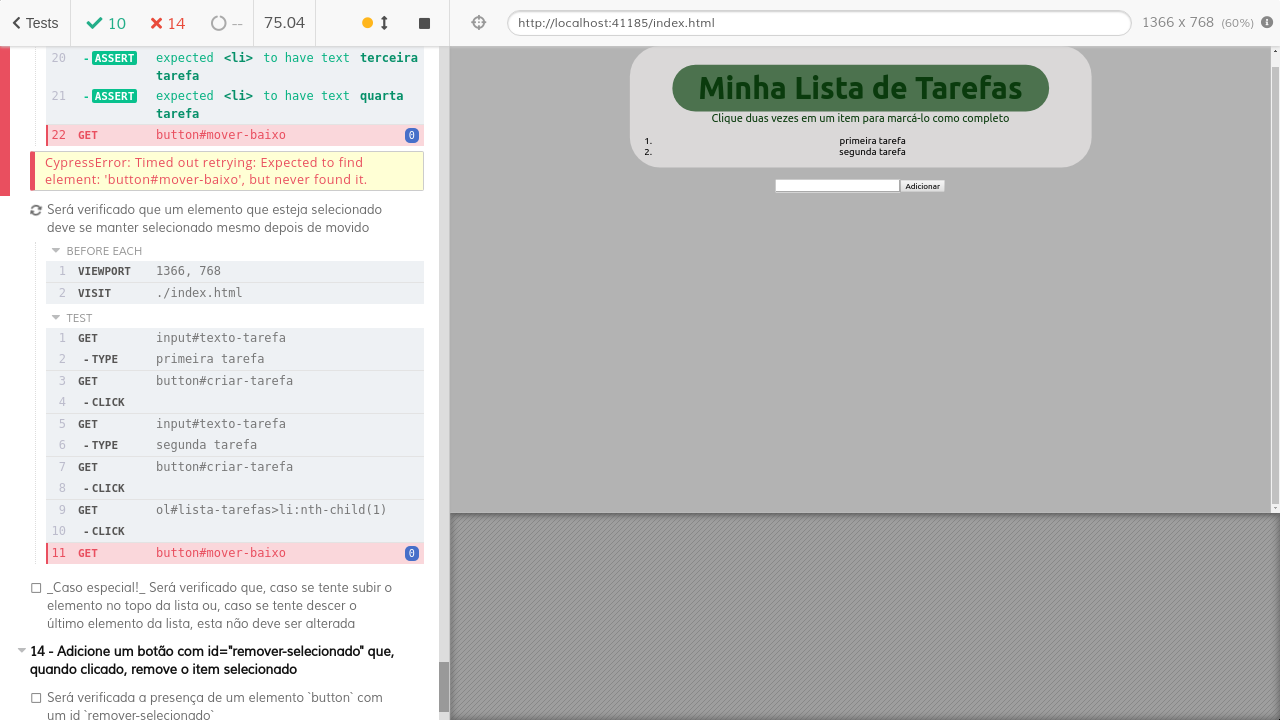 Tests
10
14
--
75.04
http://localhost:41185/index.html
1366 x 768 (60%)
20 - ASSERT expected <li> to have text terceira
tarefa
21 - ASSERT expected <li> to have text quarta
tarefa
22 GET button#mover-baixo 0
CypressError: Timed out retrying: Expected to find
element: 'button#mover-baixo', but never found it.
Será verificado que um elemento que esteja selecionado
deve se manter selecionado mesmo depois de movido
BEFORE EACH
1 VIEWPORT 1366, 768
2 VISIT ./index.html
TEST
1 GET input#texto-tarefa
2 - TYPE primeira tarefa
3 GET button#criar-tarefa
4 - CLICK
5 GET input#texto-tarefa
6 - TYPE segunda tarefa
7 GET button#criar-tarefa
8 - CLICK
9 GET ol#lista-tarefas>li:nth-child(1)
10 - CLICK
11 GET button#mover-baixo 0
_Caso especial!_ Será verificado que, caso se tente subir o
elemento no topo da lista ou, caso se tente descer o
último elemento da lista, esta não deve ser alterada
14 - Adicione um botão com id="remover-selecionado" que,
quando clicado, remove o item selecionado
Será verificada a presença de um elemento `button` com
um id `remover-selecionado`
Minha Lista de Tarefas
Clique duas vezes em um item para marcá-lo como completo
1. primeira tarefa
2. segunda tarefa
Adicionar